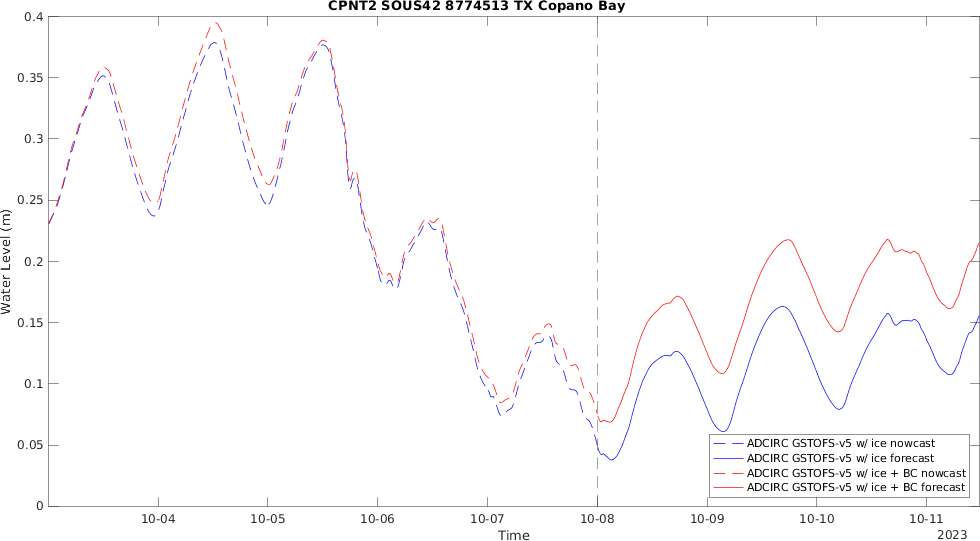 CPNT2 SOUS42 8774513 TX Copano Bay
0.4
0.35
0.3
0.25
0.2
0.15
0.1
0.05
0
Water Level (m)
10-04 10-05 10-06 10-07 10-08 10-09 10-10 10-11
Time
2023
ADCIRC GSTOFS-v5 w/ ice nowcast
ADCIRC GSTOFS-v5 w/ ice forecast
ADCIRC GSTOFS-v5 w/ ice + BC nowcast
ADCIRC GSTOFS-v5 w/ ice + BC forecast